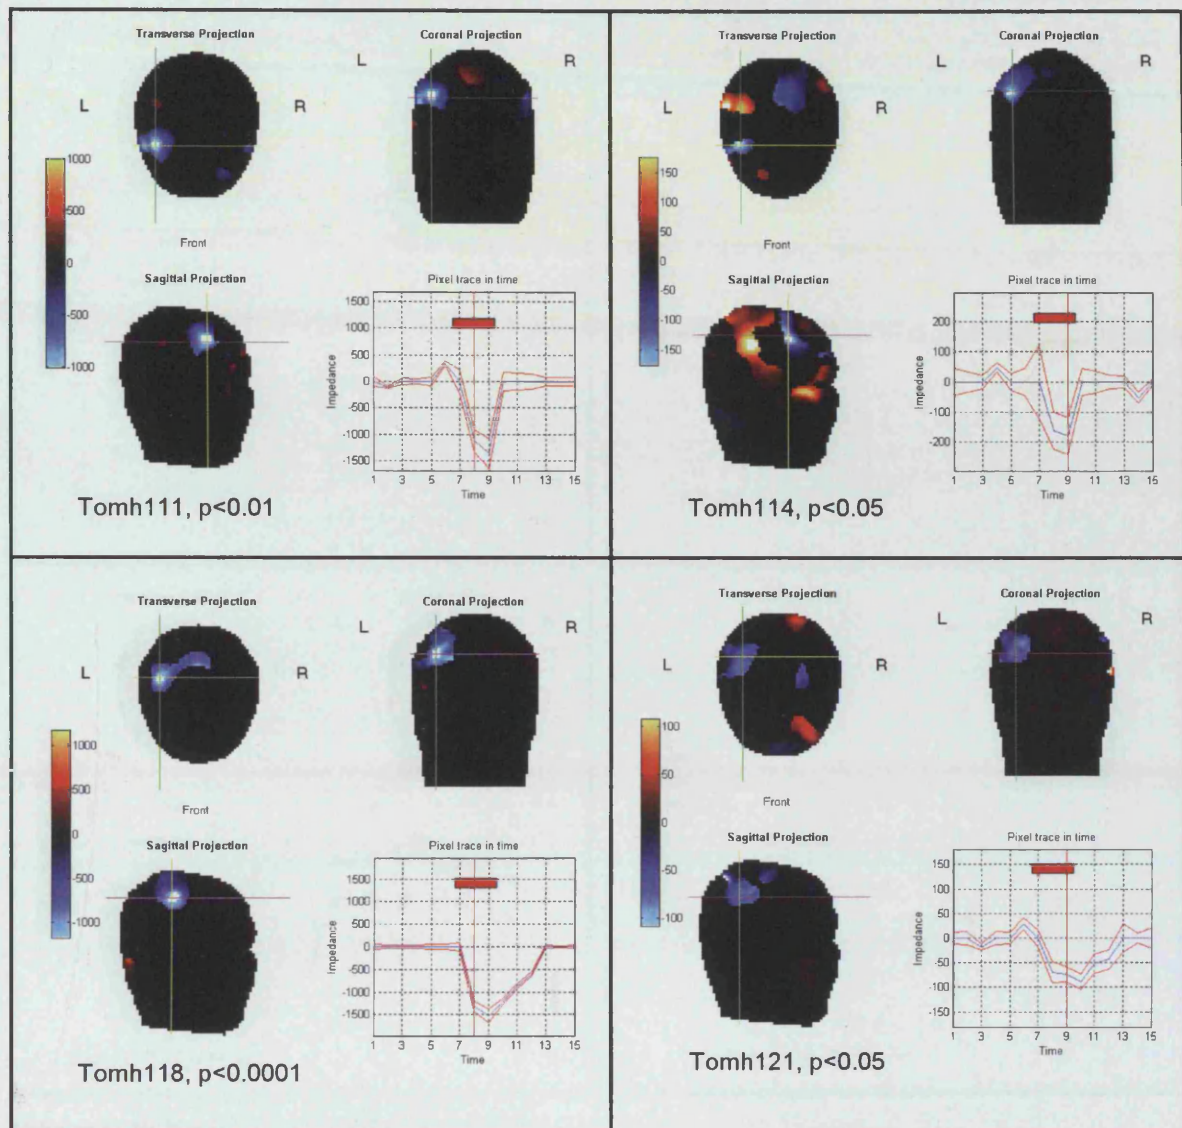 Transverse Projection
Coronal Projection
L
R
L
R
1000
500
0
-500
-1000
Front
Sagittal Projection
Pixel trace in time
1500
1000
500
0
-500
-1000
-1500
Impedance
1 3 5 7 9 11 13 15
Time
Tomh111, p<0.01
Transverse Projection
Coronal Projection
L
R
L
R
150
100
50
0
-50
-100
-150
Front
Sagittal Projection
Pixel trace in time
200
100
0
-100
-200
Impedance
1 3 5 7 9 11 13 15
Time
Tomh114, p<0.05
Transverse Projection
Coronal Projection
L
R
L
R
1000
500
0
-500
-1000
Front
Sagittal Projection
Pixel trace in time
1500
1000
500
0
-500
-1000
-1500
Impedance
1 3 5 7 9 11 13 15
Time
Tomh118, p<0.0001
Transverse Projection
Coronal Projection
L
R
L
R
100
50
0
-50
-100
Front
Sagittal Projection
Pixel trace in time
150
100
50
0
-50
-100
-150
Impedance
1 3 5 7 9 11 13 15
Time
Tomh121, p<0.05